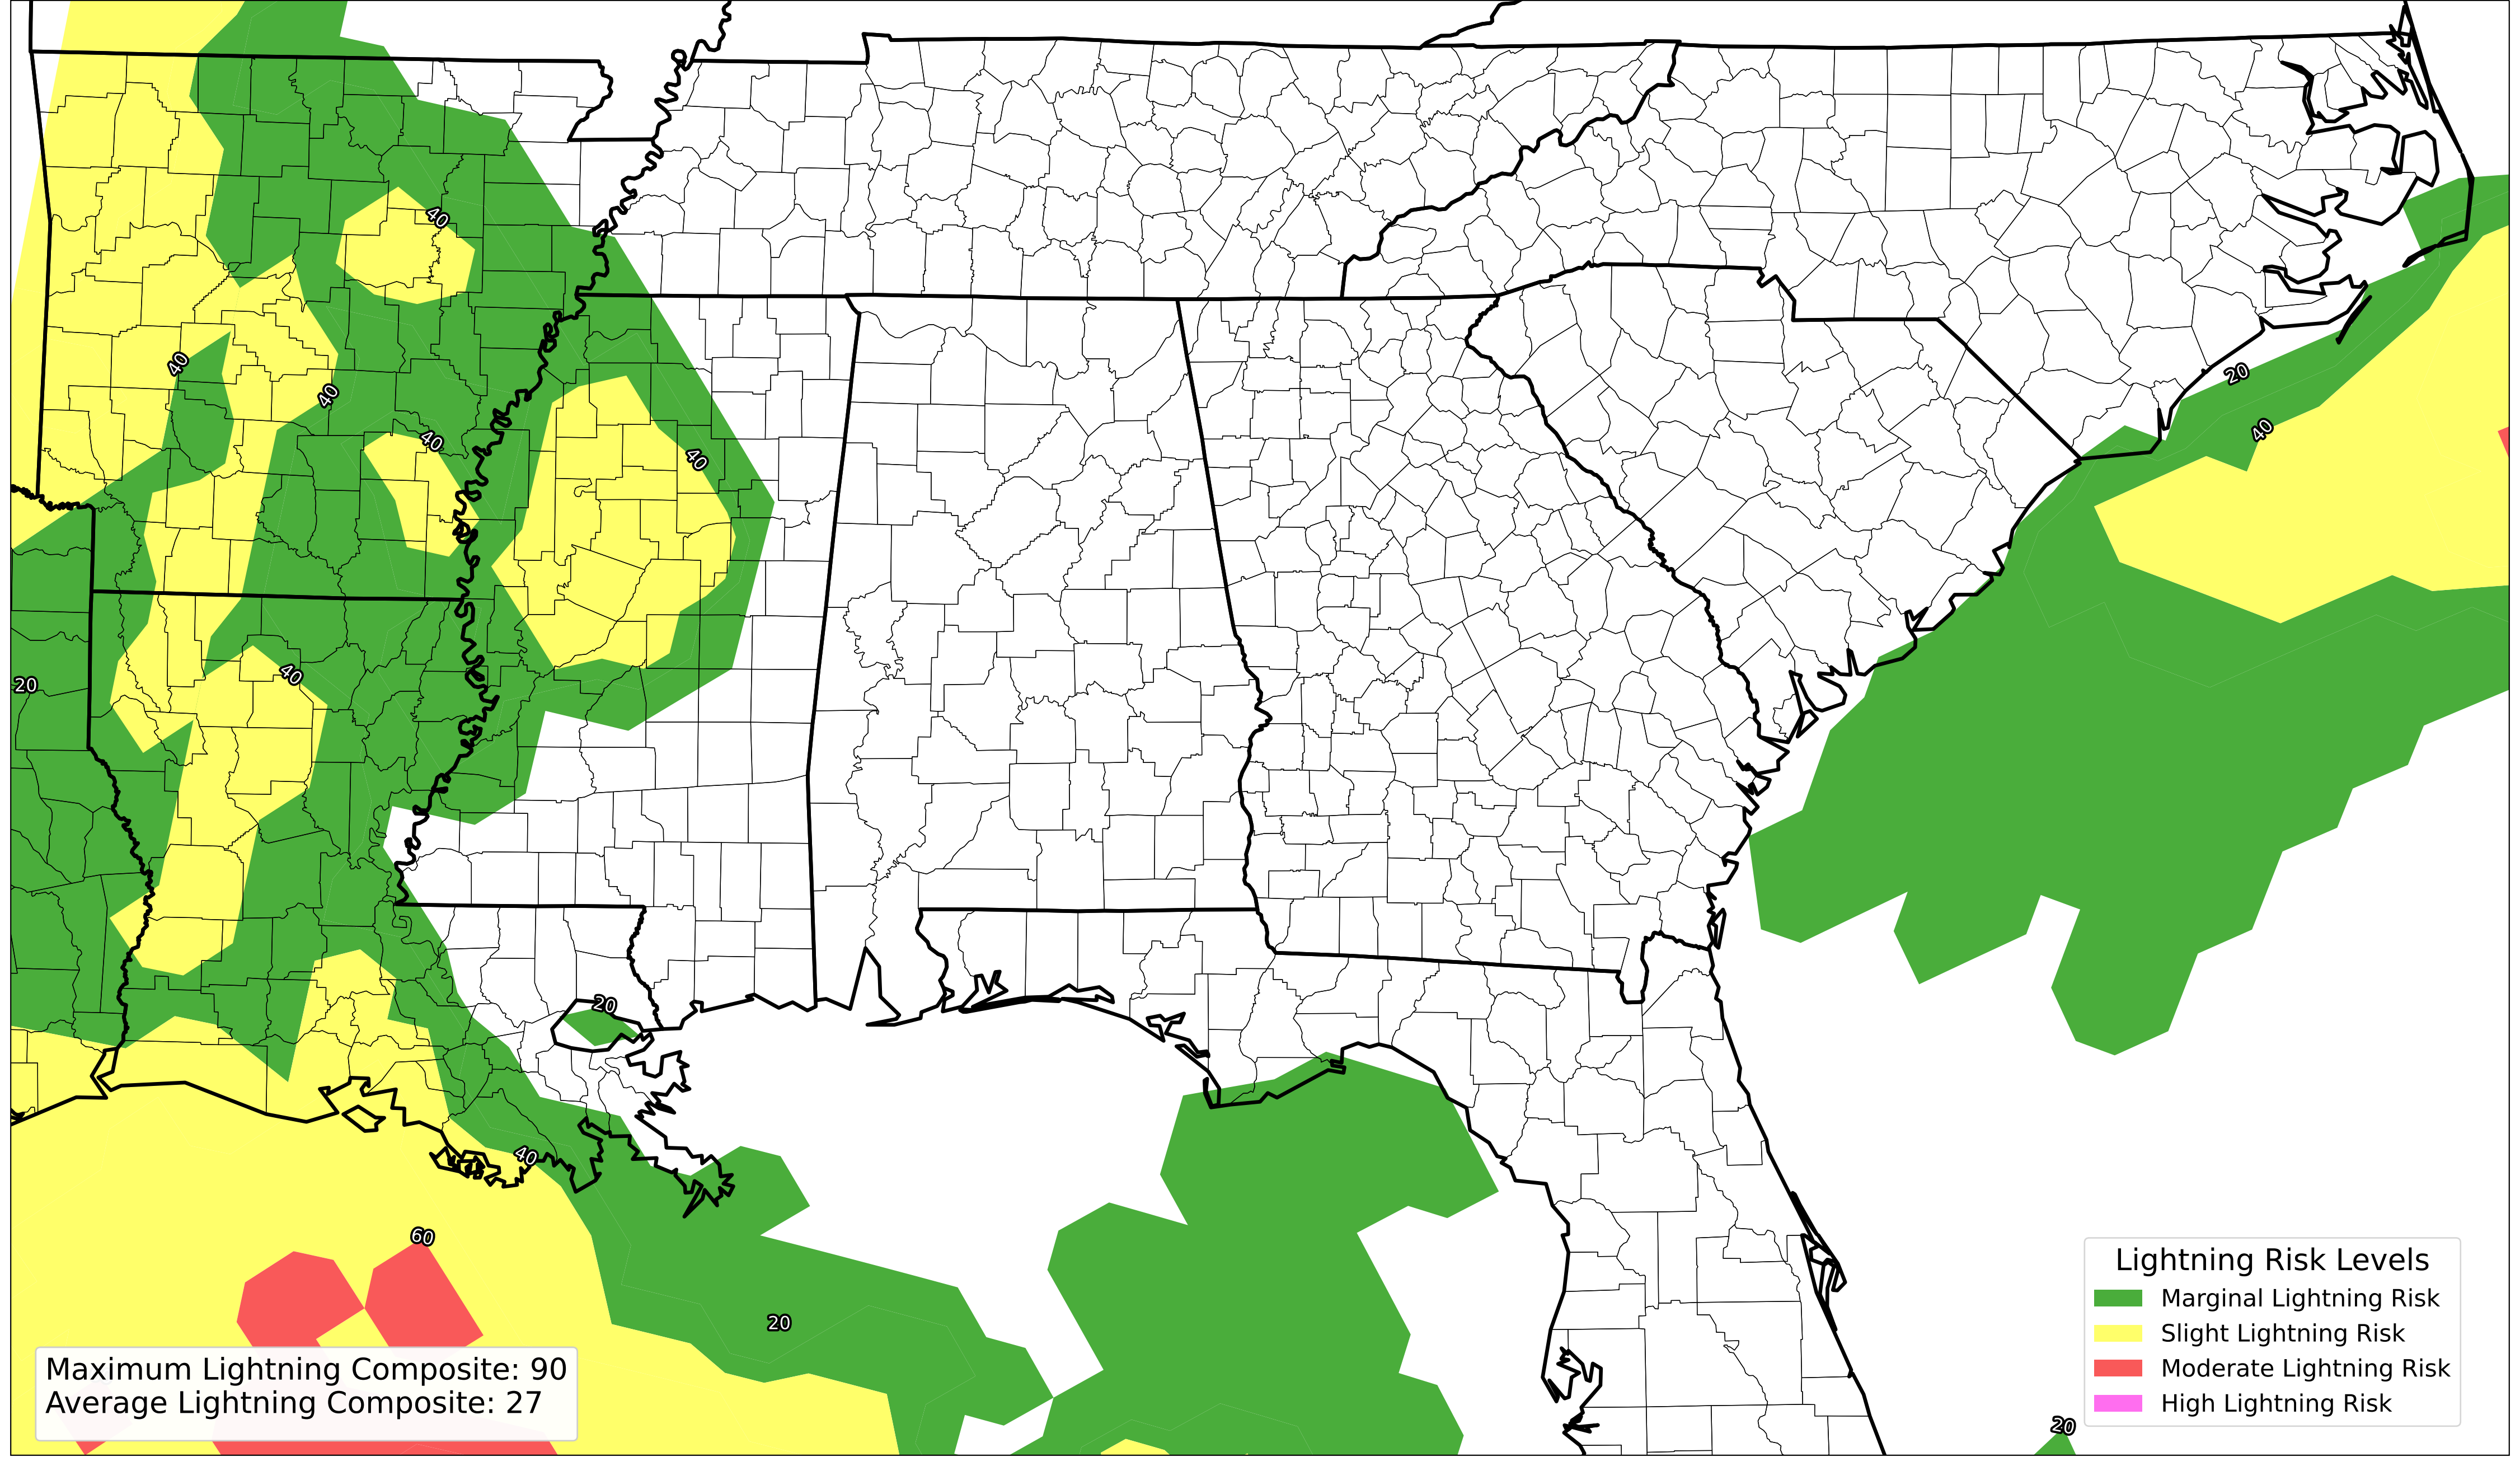 40
40
40
40
40
20
40
20
40
20
20
40
60
20
20
Maximum Lightning Composite: 90
Average Lightning Composite: 27
Lightning Risk Levels
Marginal Lightning Risk
Slight Lightning Risk
Moderate Lightning Risk
High Lightning Risk